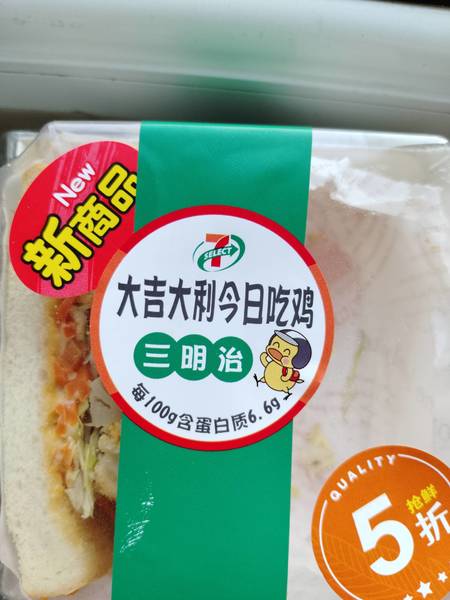 New
新商品
7
SELECT
大吉大利今日吃鸡
三明治
每100g含蛋白质6.6g
QUALITY
抢鲜
5折